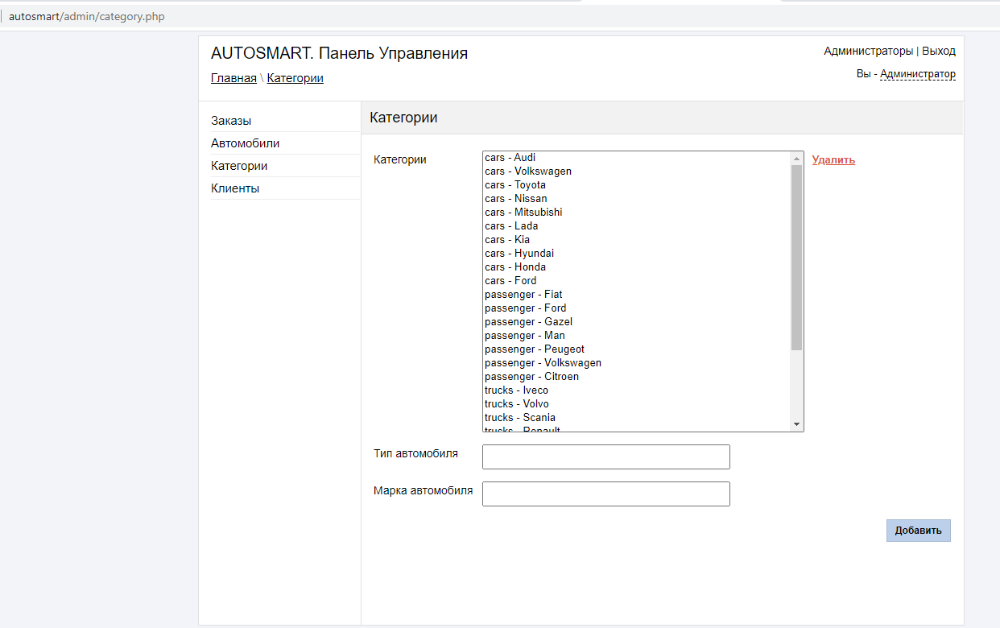 autosmart/admin/category.php
AUTOSMART. Панель Управления
Администраторы | Выход
Главная \ Категории
Вы - Администратор
Заказы
Автомобили
Категории
Клиенты
Категории
Категории
cars - Audi
cars - Volkswagen
cars - Toyota
cars - Nissan
cars - Mitsubishi
cars - Lada
cars - Kia
cars - Hyundai
cars - Honda
cars - Ford
passenger - Fiat
passenger - Ford
passenger - Gazel
passenger - Man
passenger - Peugeot
passenger - Volkswagen
passenger - Citroen
trucks - Iveco
trucks - Volvo
trucks - Scania
trucks - Renault
Удалить
Тип автомобиля
Марка автомобиля
Добавить